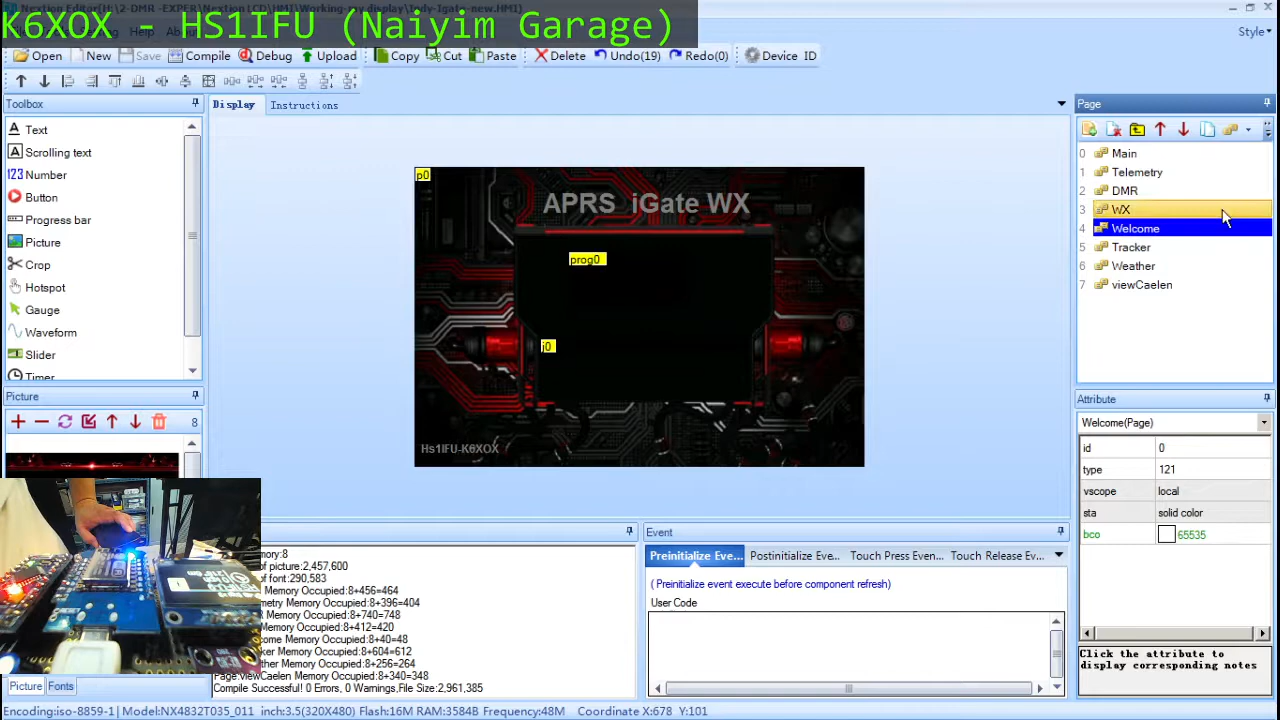 K6XOX - HS1IFU (Naiyim Garage)
Style
Open New Save Compile Debug Upload Copy Cut Paste Delete Undo(19) Redo(0) Device ID
Toolbox
Text
Scrolling text
123 Number
Button
Progress bar
Picture
Crop
Hotspot
Gauge
Waveform
Slider
Timer
Picture
8
Picture Fonts
Display Instructions
p0
APRS iGate WX
prog0
j0
Hs1IFU-K6XOX
Page
0 Main
1 Telemetry
2 DMR
3 WX
4 Welcome
5 Tracker
6 Weather
7 viewCaelen
Attribute
Welcome(Page)
id 0
type 121
vscope local
sta solid color
bco 65535
Click the attribute to
display corresponding notes
mory:8
of picture:2,457,600
of font:290,583
Memory Occupied:8+456=464
metry Memory Occupied:8+396=404
Memory Occupied:8+740=748
Memory Occupied:8+412=420
ome Memory Occupied:8+40=48
ker Memory Occupied:8+604=612
ther Memory Occupied:8+256=264
Page:viewCaelen Memory Occupied:8+340=348
Compile Successful! 0 Errors, 0 Warnings,File Size:2,961,385
Event
Preinitialize Eve... Postinitialize Eve... Touch Press Even... Touch Release Ev...
( Preinitialize event execute before component refresh)
User Code
Encoding:iso-8859-1 Model:NX4832T035_011 inch:3.5(320X480) Flash:16M RAM:3584B Frequency:48M Coordinate X:678 Y:101